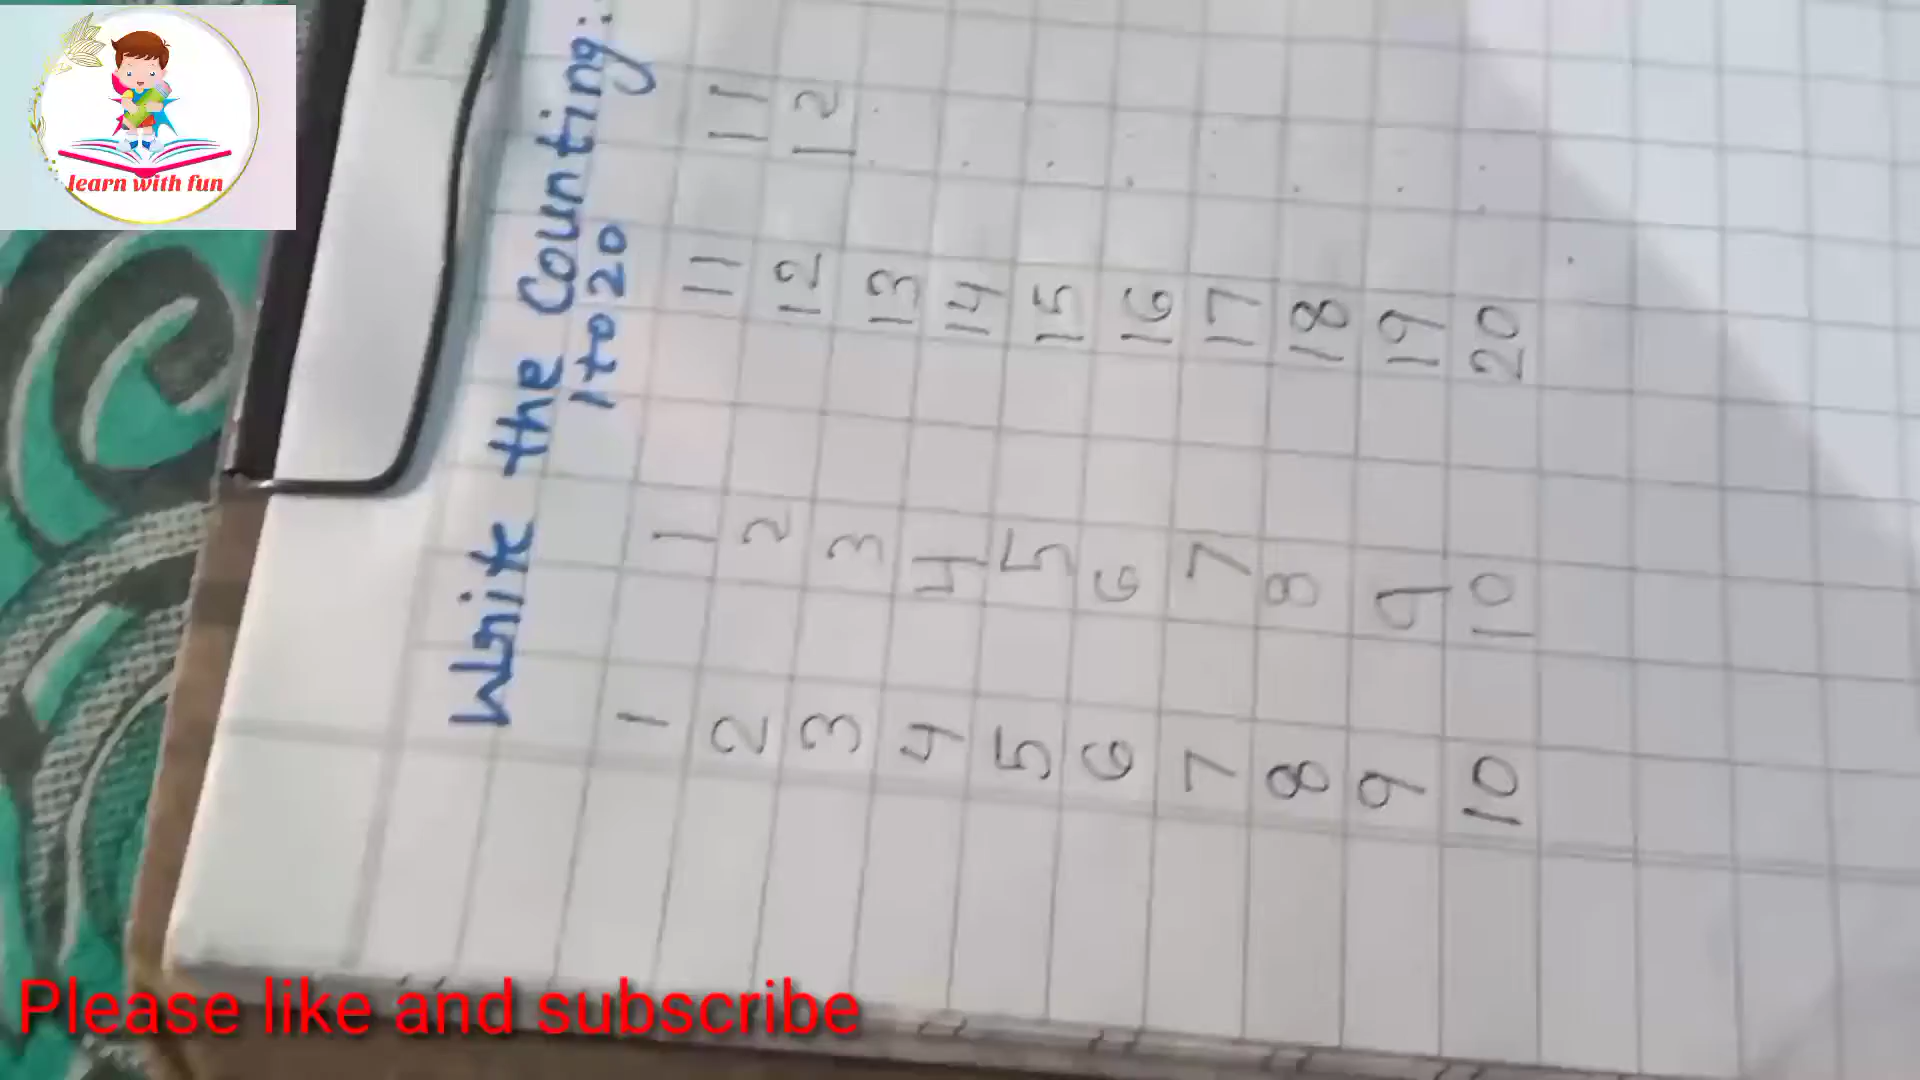 learn with fun
Write the Counting:
1 to 20
1 1 11 11
2 2 12 12
3 3 13
4 4 14
5 5 15
6 6 16
7 7 17
8 8 18
9 9 19
10 10 20
Please like and subscribe